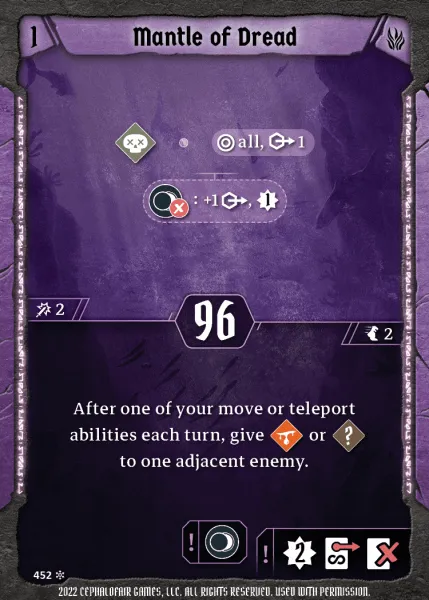 1
Mantle of Dread
all, 1
: +1 , 1
2
96
2
After one of your move or teleport
abilities each turn, give or ?
to one adjacent enemy.
! ! 2
452
2022 CEPHALOFAIR GAMES, LLC. ALL RIGHTS RESERVED. USED WITH PERMISSION.